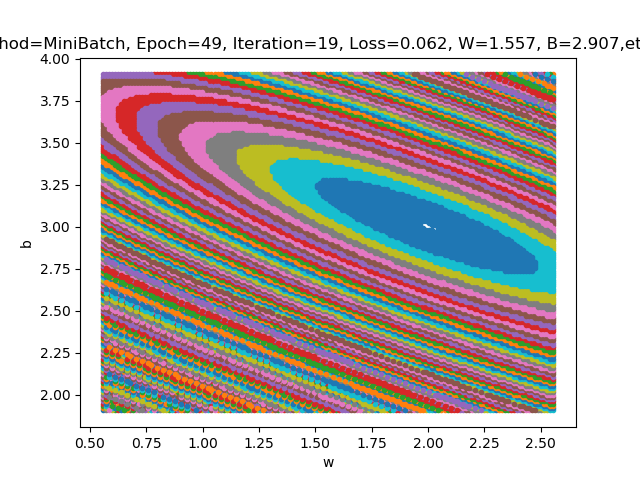 hod=MiniBatch, Epoch=49, Iteration=19, Loss=0.062, W=1.557, B=2.907,et
4.00
3.75
3.50
3.25
3.00
2.75
2.50
2.25
2.00
b
0.50 0.75 1.00 1.25 1.50 1.75 2.00 2.25 2.50
w